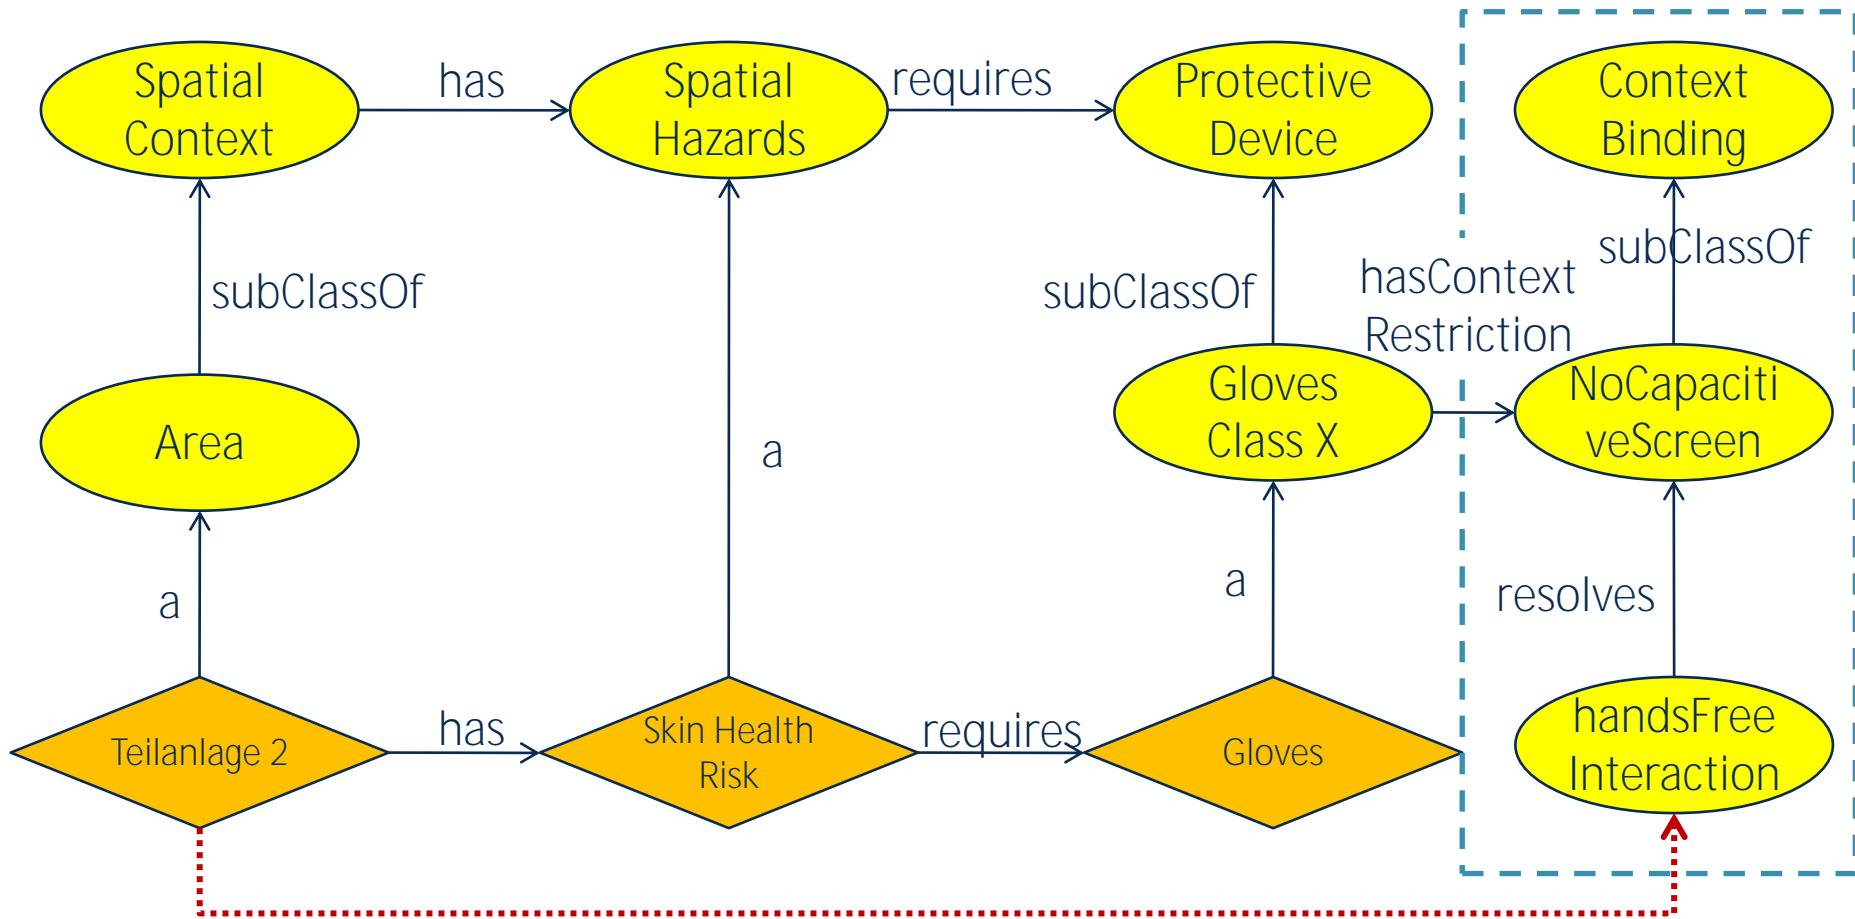 Spatial
Context
has
Spatial
Hazards
requires
Protective
Device
Context
Binding
subClassOf
subClassOf
hasContext
Restriction
subClassOf
Area
a
Gloves
Class X
NoCapaciti
veScreen
a
a
resolves
Teilanlage 2
has
Skin Health
Risk
requires
Gloves
handsFree
Interaction